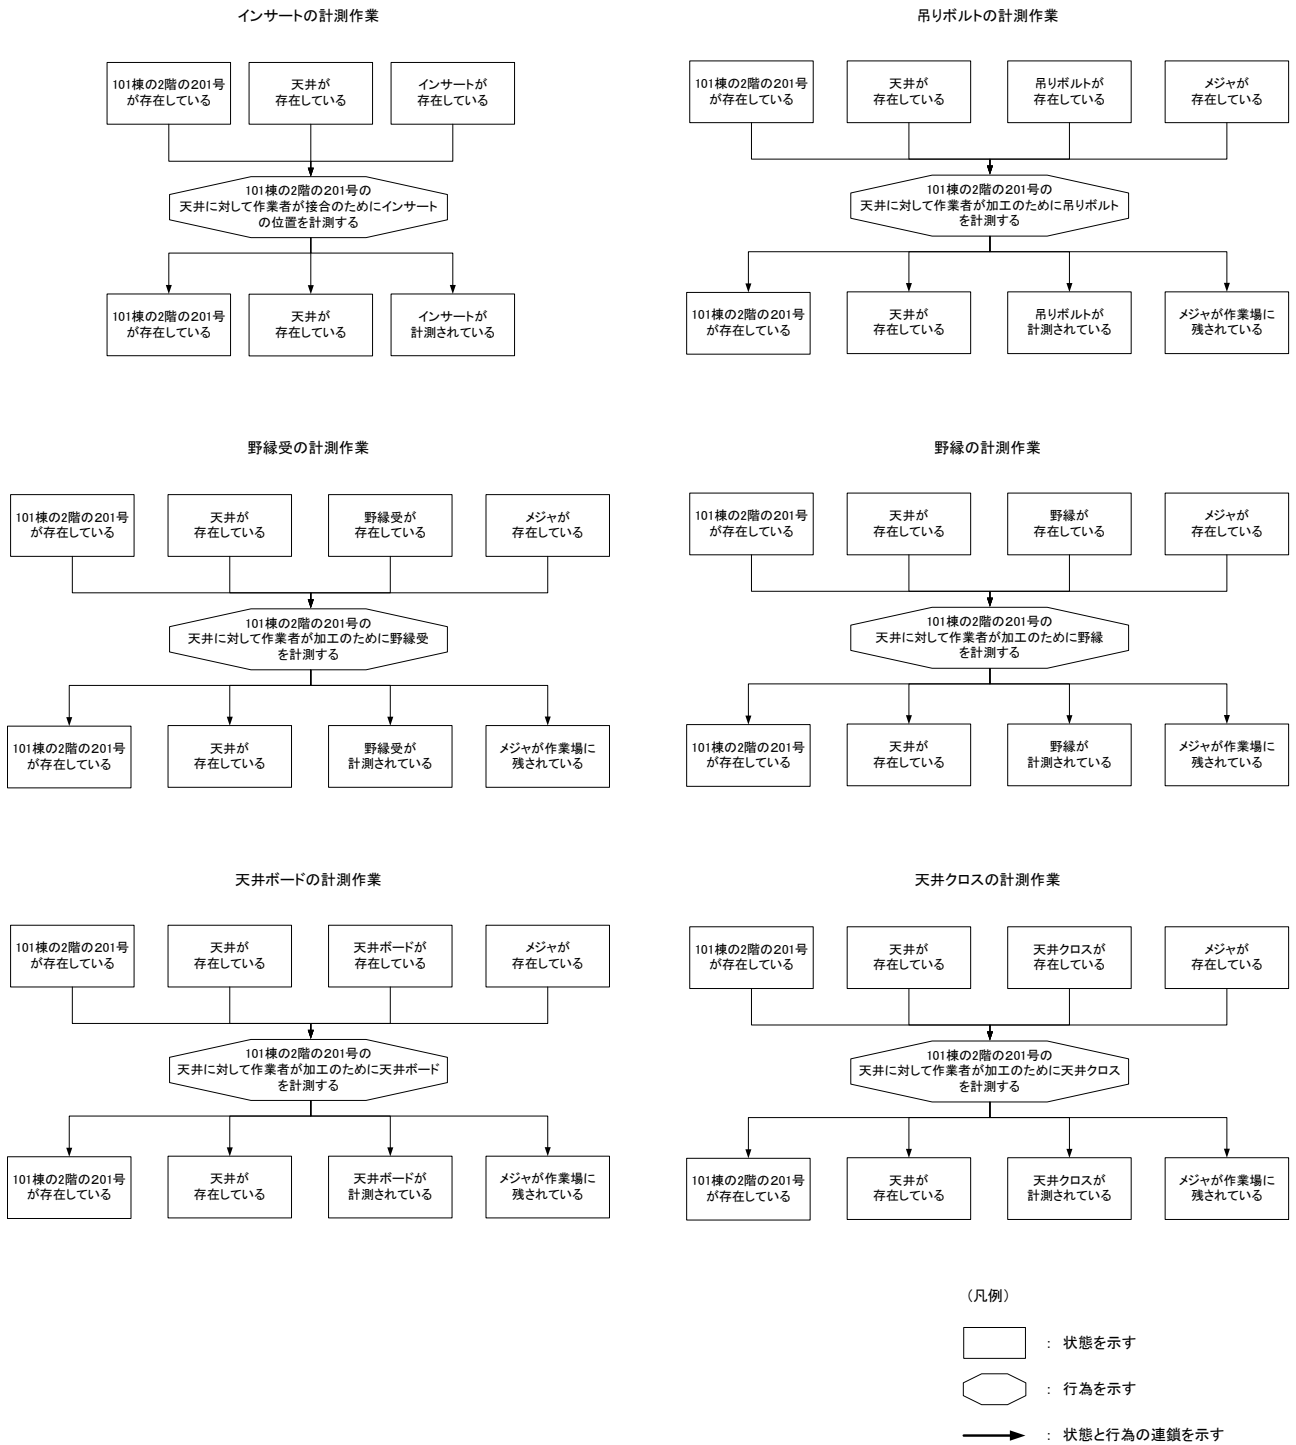 インサートの計測作業
101棟の2階の201号
が存在している
天井が
存在している
インサートが
存在している
101棟の2階の201号の
天井に対して作業者が接合のためにインサート
の位置を計測する
101棟の2階の201号
が存在している
天井が
存在している
インサートが
計測されている
吊りボルトの計測作業
101棟の2階の201号
が存在している
天井が
存在している
吊りボルトが
存在している
メジャが
存在している
101棟の2階の201号の
天井に対して作業者が加工のために吊りボルト
を計測する
101棟の2階の201号
が存在している
天井が
存在している
吊りボルトが
計測されている
メジャが作業場に
残されている
野縁受の計測作業
101棟の2階の201号
が存在している
天井が
存在している
野縁受が
存在している
メジャが
存在している
101棟の2階の201号の
天井に対して作業者が加工のために野縁受
を計測する
101棟の2階の201号
が存在している
天井が
存在している
野縁受が
計測されている
メジャが作業場に
残されている
野縁の計測作業
101棟の2階の201号
が存在している
天井が
存在している
野縁が
存在している
メジャが
存在している
101棟の2階の201号の
天井に対して作業者が加工のために野縁
を計測する
101棟の2階の201号
が存在している
天井が
存在している
野縁が
計測されている
メジャが作業場に
残されている
天井ボードの計測作業
101棟の2階の201号
が存在している
天井が
存在している
天井ボードが
存在している
メジャが
存在している
101棟の2階の201号の
天井に対して作業者が加工のために天井ボード
を計測する
101棟の2階の201号
が存在している
天井が
存在している
天井ボードが
計測されている
メジャが作業場に
残されている
天井クロスの計測作業
101棟の2階の201号
が存在している
天井が
存在している
天井クロスが
存在している
メジャが
存在している
101棟の2階の201号の
天井に対して作業者が加工のために天井クロス
を計測する
101棟の2階の201号
が存在している
天井が
存在している
天井クロスが
計測されている
メジャが作業場に
残されている
（凡例）
： 状態を示す
： 行為を示す
： 状態と行為の連鎖を示す